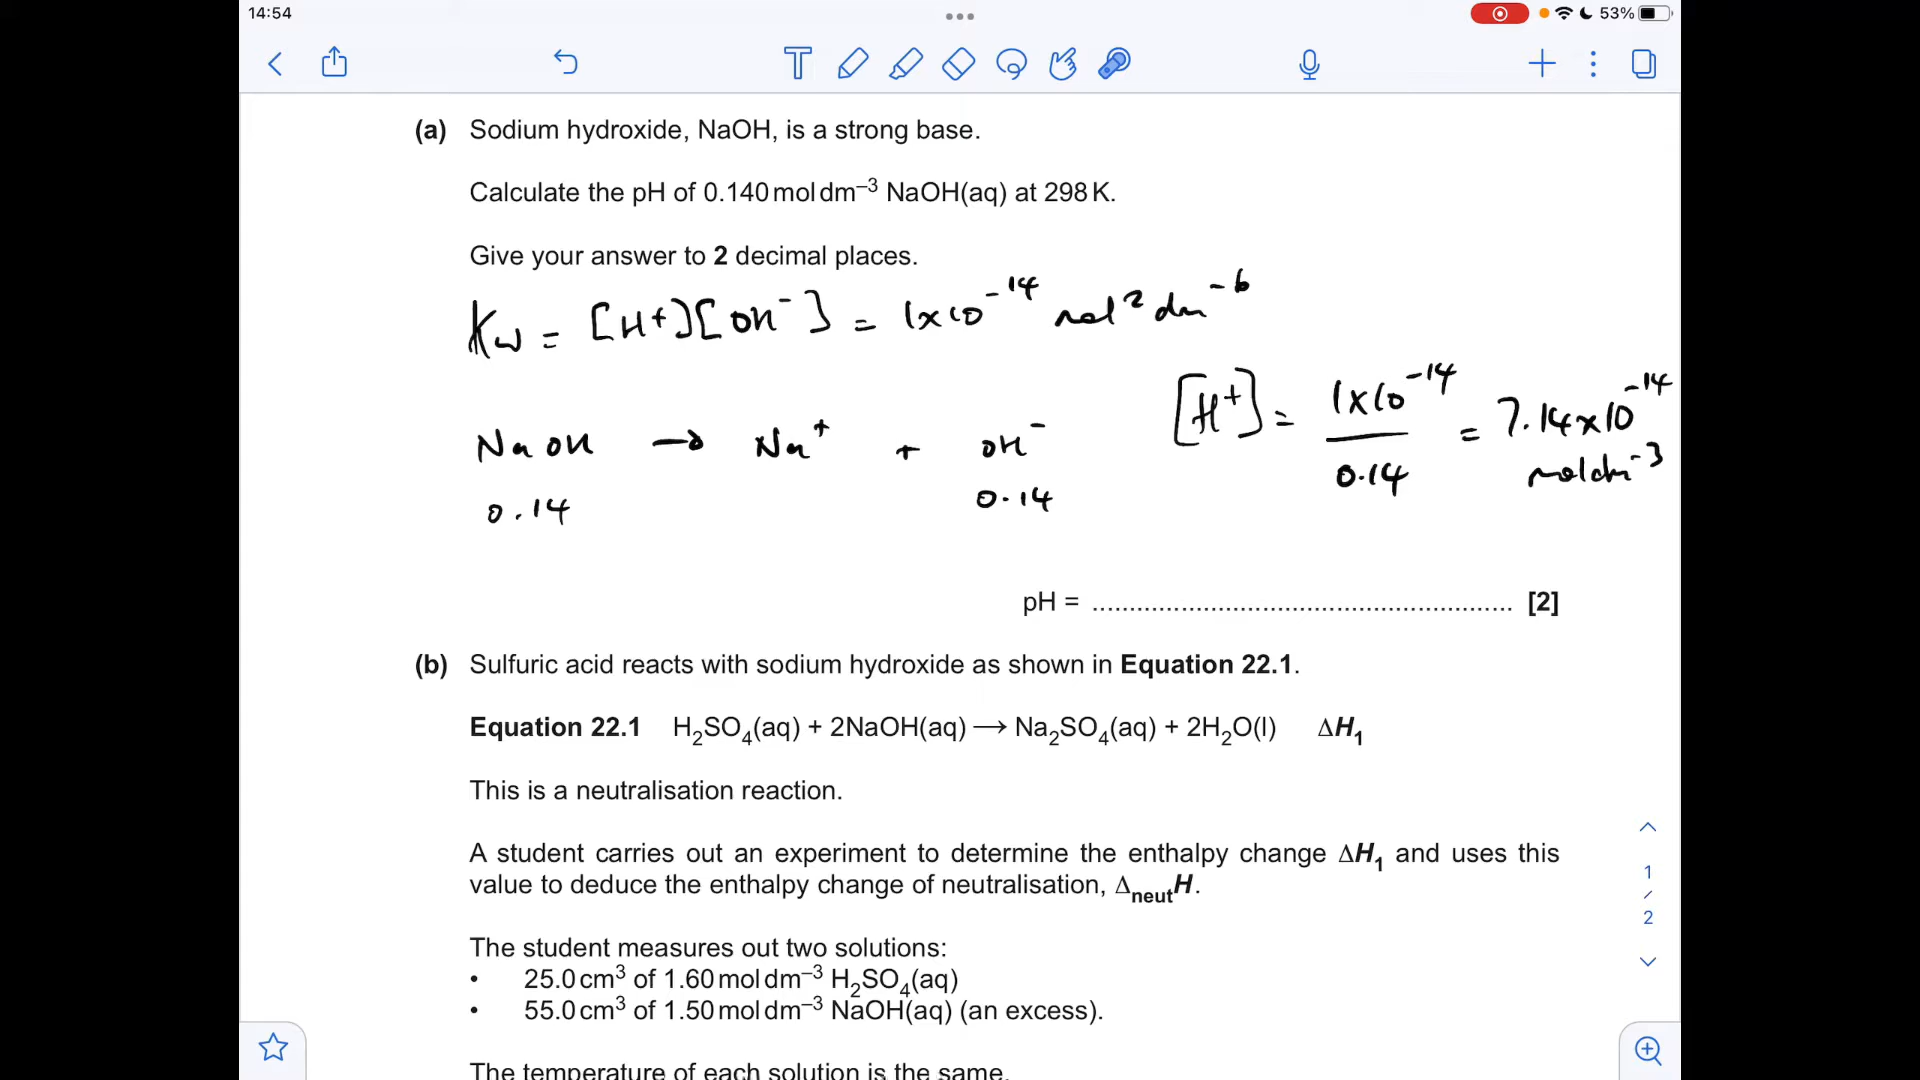 14:54
53%
(a) Sodium hydroxide, NaOH, is a strong base.
Calculate the pH of 0.140 mol dm⁻³ NaOH(aq) at 298 K.
Give your answer to 2 decimal places.
Kw = [H⁺][OH⁻] = 1x10⁻¹⁴ mol² dm⁻⁶
[H⁺] = 1x10⁻¹⁴ / 0.14 = 7.14x10⁻¹⁴ moldm⁻³
NaOH → Na⁺ + OH⁻
0.14 0.14
pH = ........................................................ [2]
(b) Sulfuric acid reacts with sodium hydroxide as shown in Equation 22.1.
Equation 22.1 H₂SO₄(aq) + 2NaOH(aq) ⟶ Na₂SO₄(aq) + 2H₂O(l) ΔH₁
This is a neutralisation reaction.
A student carries out an experiment to determine the enthalpy change ΔH₁ and uses this
value to deduce the enthalpy change of neutralisation, ΔneutH.
The student measures out two solutions:
• 25.0 cm³ of 1.60 mol dm⁻³ H₂SO₄(aq)
• 55.0 cm³ of 1.50 mol dm⁻³ NaOH(aq) (an excess).
The temperature of each solution is the same.
1
/
2